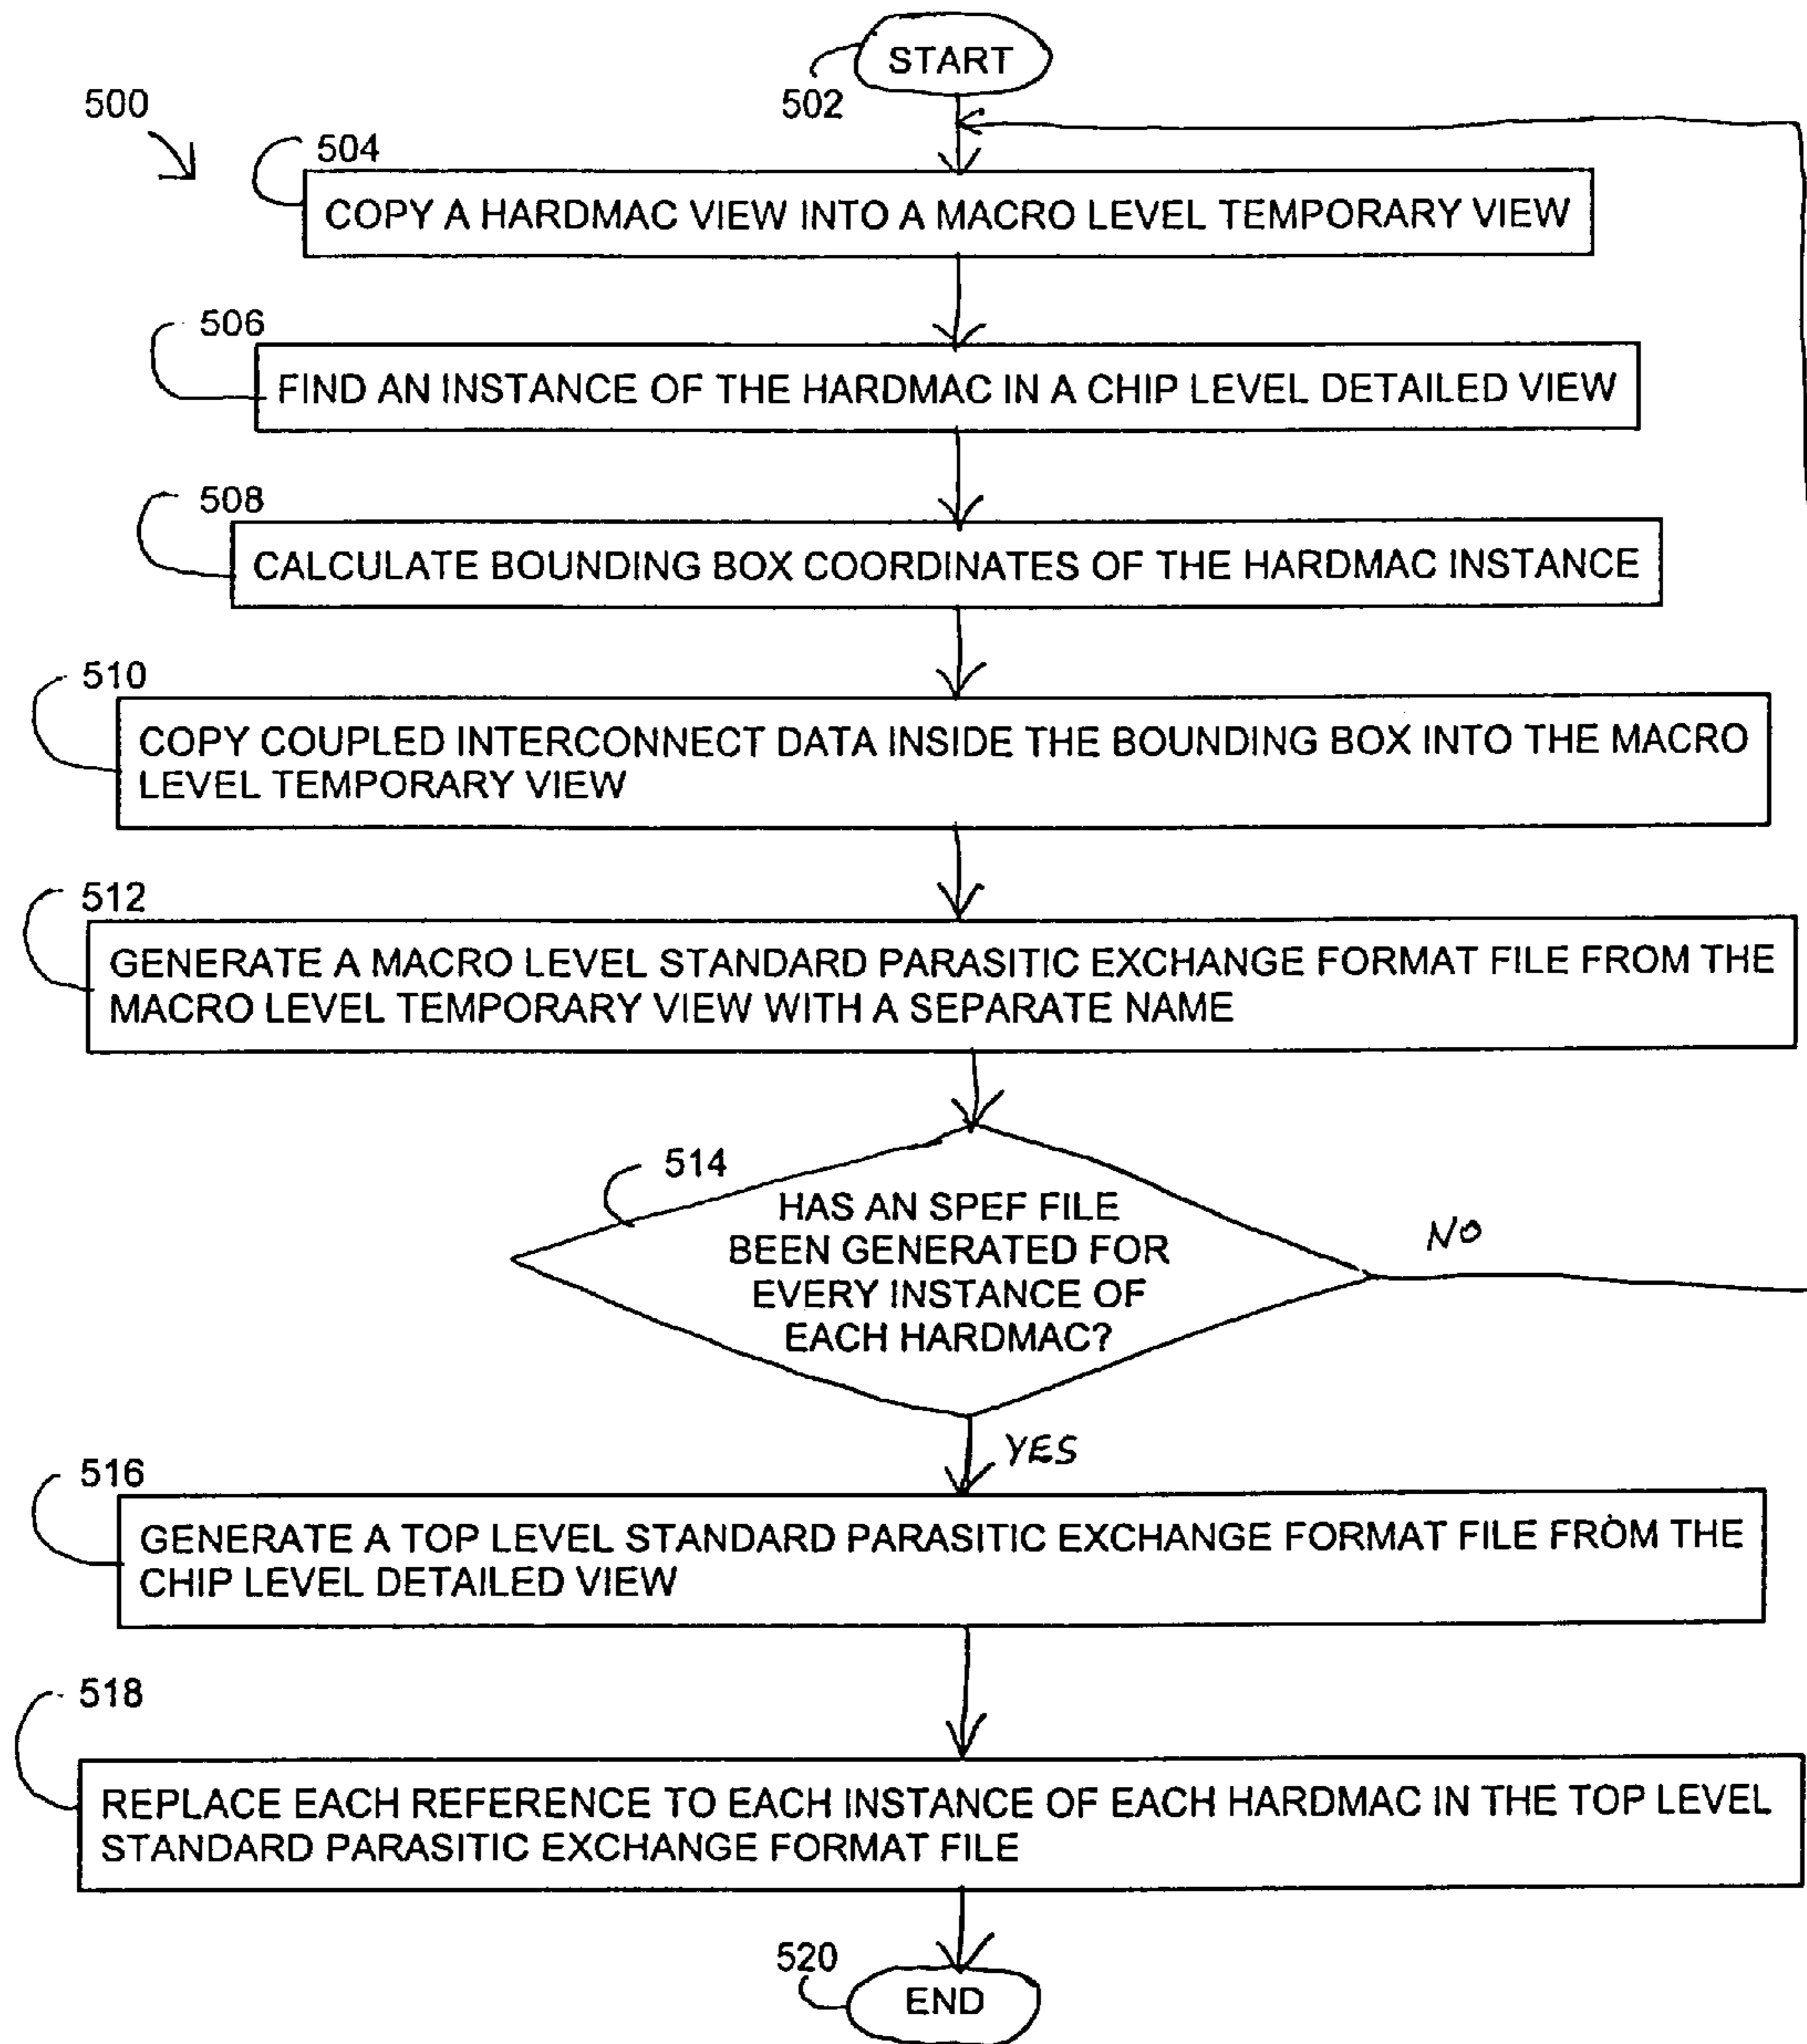 START
502
500
504
COPY A HARDMAC VIEW INTO A MACRO LEVEL TEMPORARY VIEW
506
FIND AN INSTANCE OF THE HARDMAC IN A CHIP LEVEL DETAILED VIEW
508
CALCULATE BOUNDING BOX COORDINATES OF THE HARDMAC INSTANCE
510
COPY COUPLED INTERCONNECT DATA INSIDE THE BOUNDING BOX INTO THE MACRO
LEVEL TEMPORARY VIEW
512
GENERATE A MACRO LEVEL STANDARD PARASITIC EXCHANGE FORMAT FILE FROM THE
MACRO LEVEL TEMPORARY VIEW WITH A SEPARATE NAME
514
HAS AN SPEF FILE
BEEN GENERATED FOR
EVERY INSTANCE OF
EACH HARDMAC?
NO
YES
516
GENERATE A TOP LEVEL STANDARD PARASITIC EXCHANGE FORMAT FILE FROM THE
CHIP LEVEL DETAILED VIEW
518
REPLACE EACH REFERENCE TO EACH INSTANCE OF EACH HARDMAC IN THE TOP LEVEL
STANDARD PARASITIC EXCHANGE FORMAT FILE
520
END